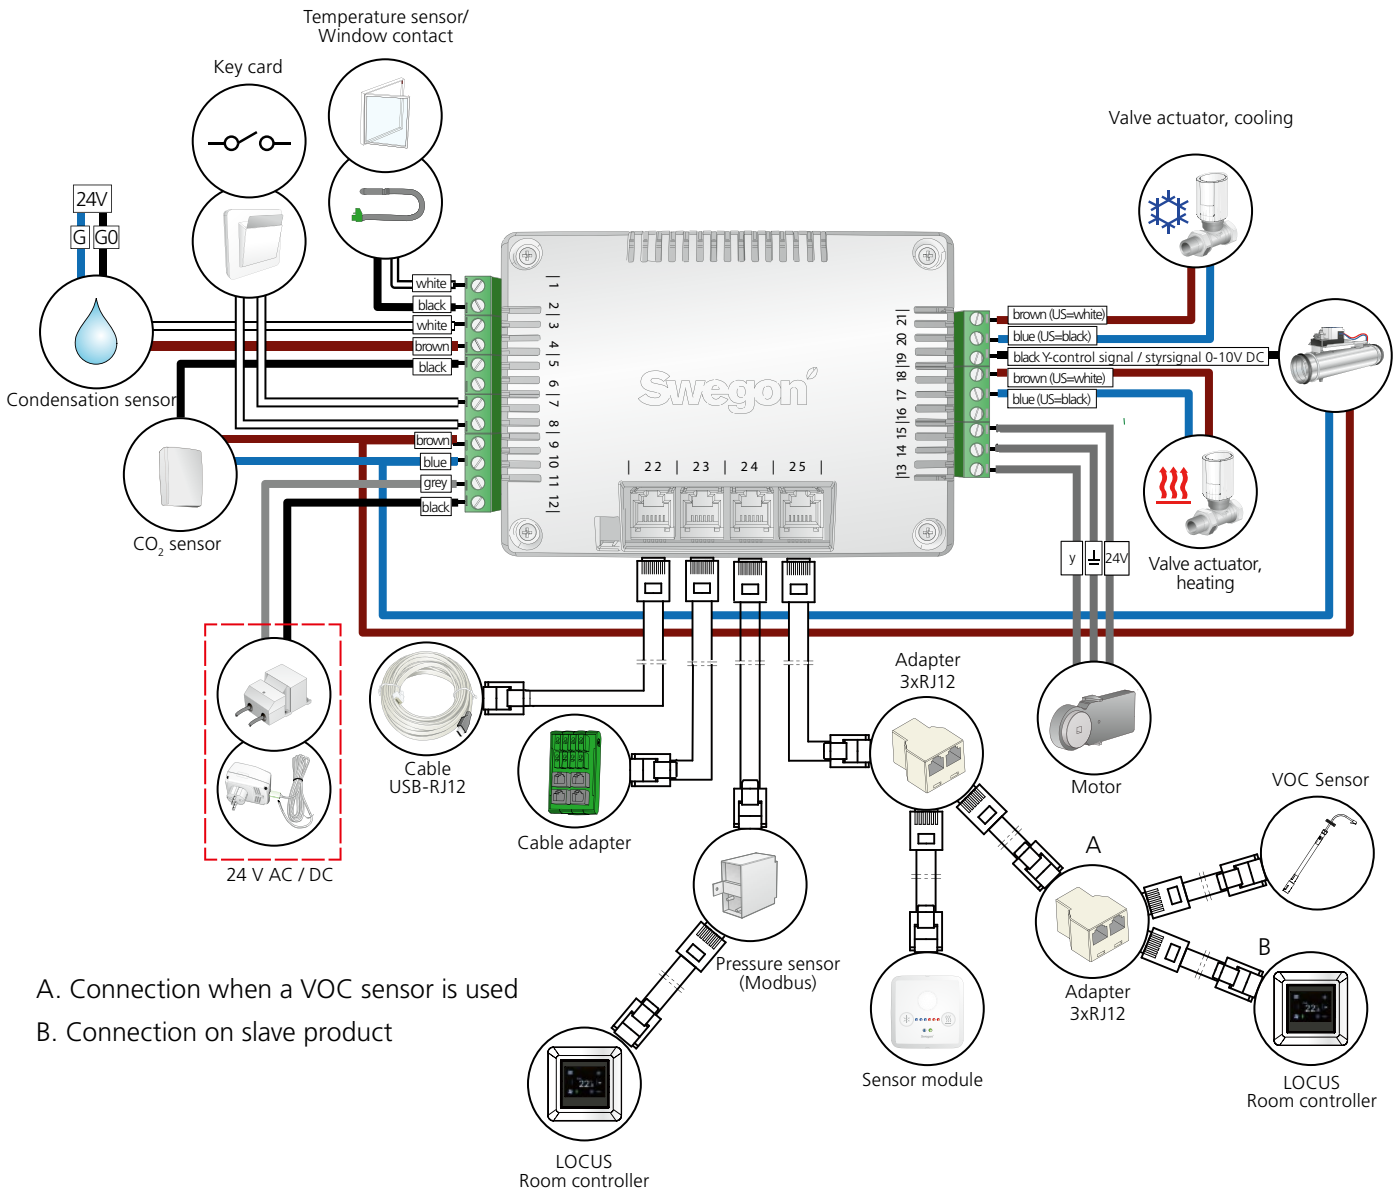 Temperature sensor/
Window contact
Key card
Valve actuator, cooling
24V
G G0
white
black
white
brown
black
brown
blue
grey
black
|1
2|
|3
4|
|5
6|
|7
8|
|9
10
11
12|
Swegon
21|
20
|19
18|
17
|16
15|
14
|13
brown (US=white)
blue (US=black)
black Y-control signal / styrsignal 0-10V DC
brown (US=white)
blue (US=black)
| 22 | 23 | 24 | 25 |
Condensation sensor
CO2 sensor
y 24V
Valve actuator,
heating
24 V AC / DC
Cable
USB-RJ12
Cable adapter
Adapter
3xRJ12
Motor
VOC Sensor
A
B
Pressure sensor
(Modbus)
Adapter
3xRJ12
Sensor module
LOCUS
Room controller
LOCUS
Room controller
A. Connection when a VOC sensor is used
B. Connection on slave product